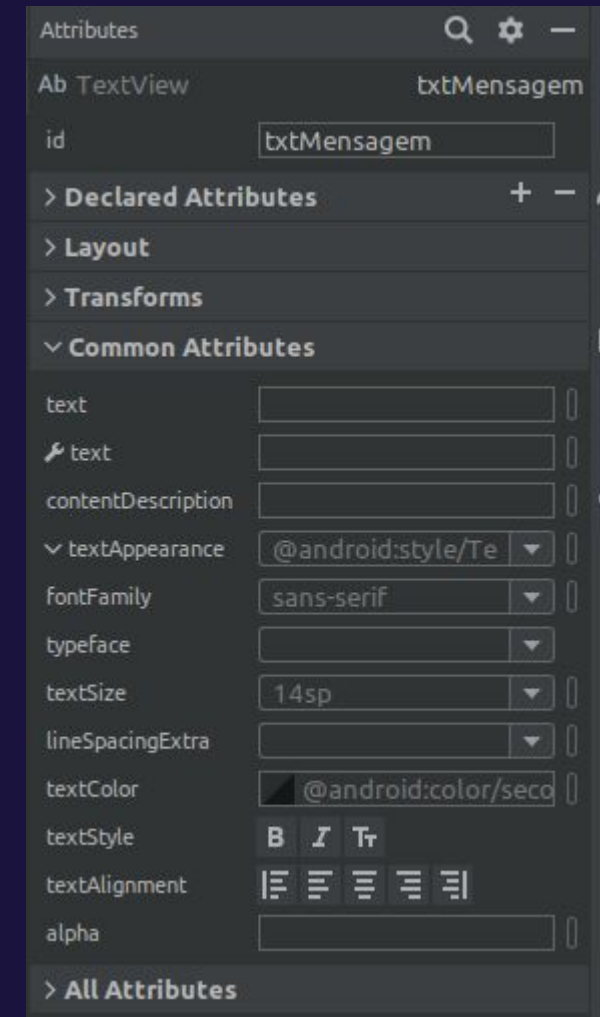 Attributes
Ab TextView txtMensagem
id txtMensagem
Declared Attributes
Layout
Transforms
Common Attributes
text
text
contentDescription
textAppearance @android:style/Te
fontFamily sans-serif
typeface
textSize 14sp
lineSpacingExtra
textColor @android:color/seco
textStyle B I Tт
textAlignment
alpha
All Attributes